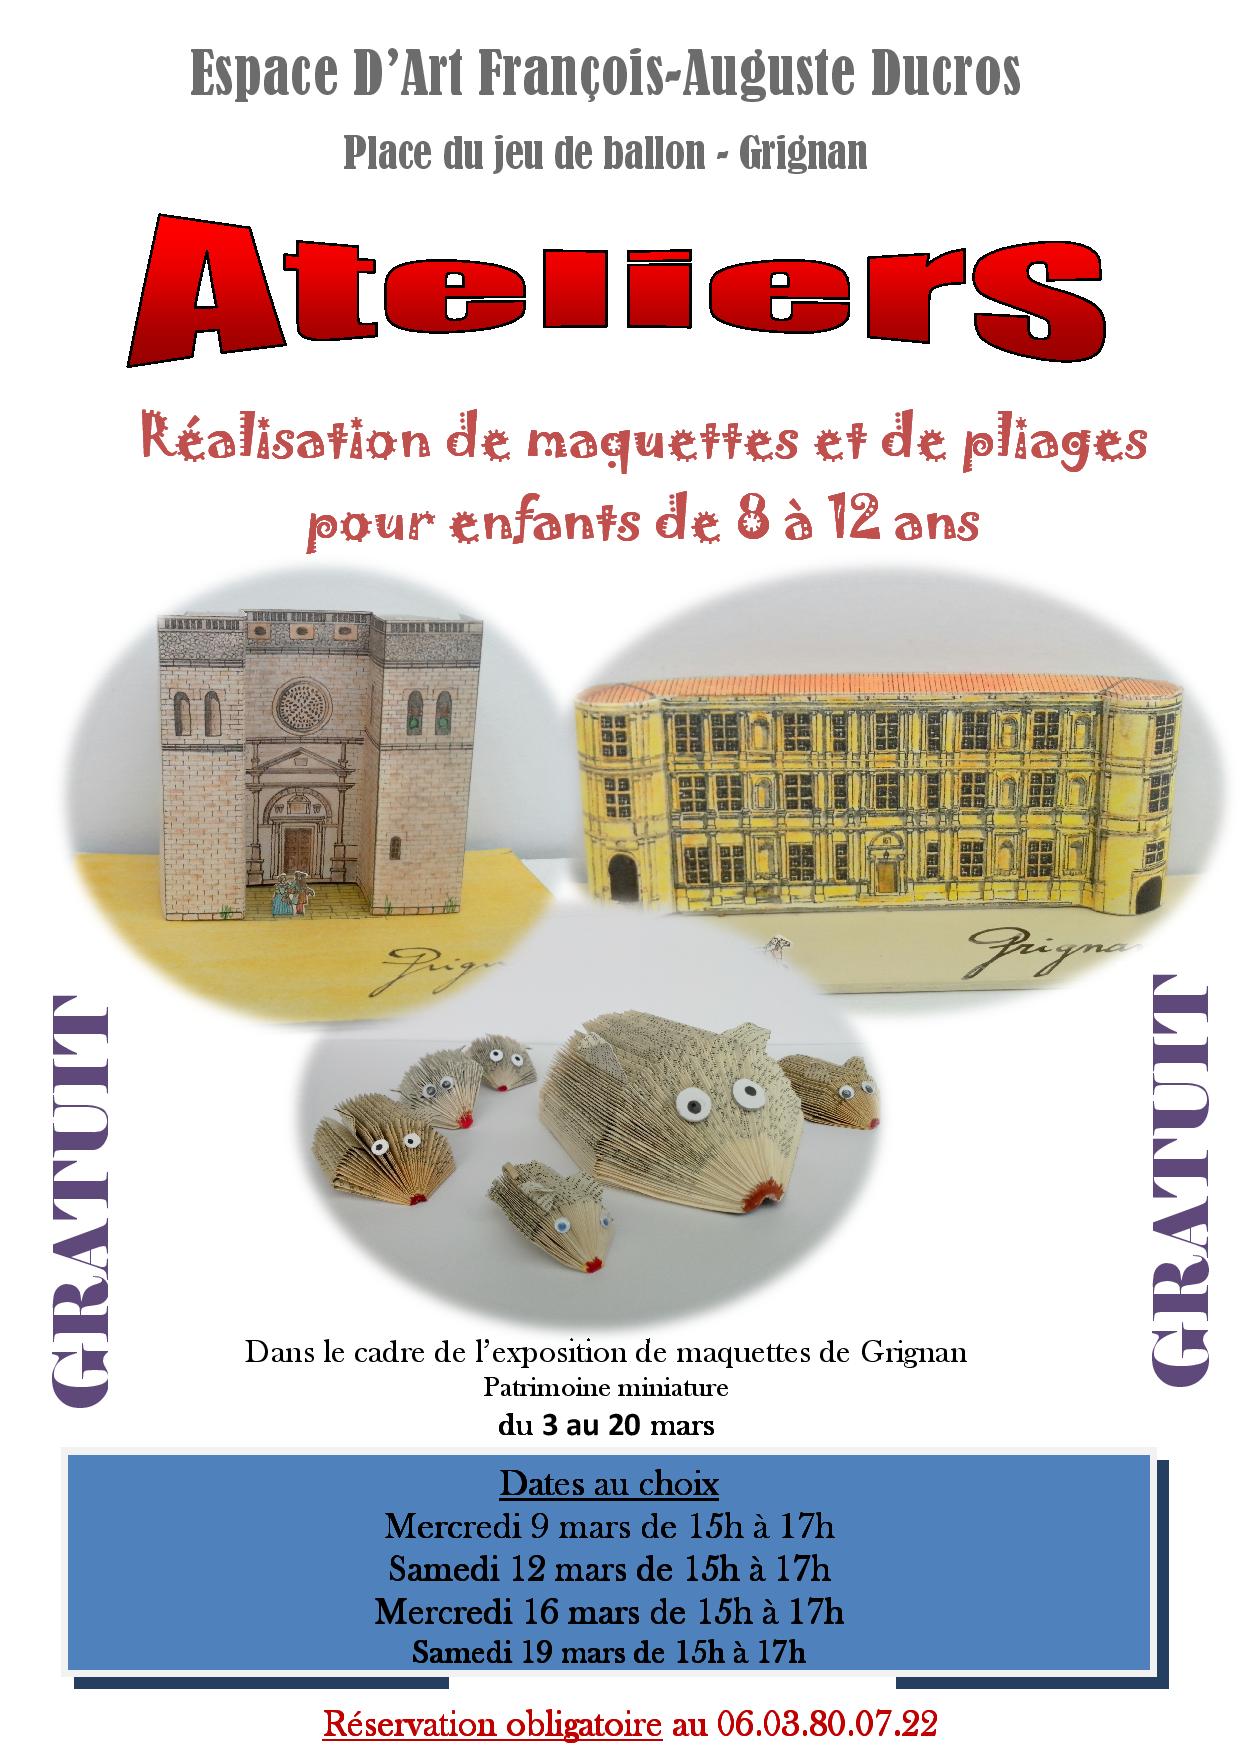 Espace D'Art François-Auguste Ducros
Place du jeu de ballon - Grignan
Ateliers
Réalisation de maquettes et de pliages
pour enfants de 8 à 12 ans
Grignan
GRATUIT
GRATUIT
Dans le cadre de l'exposition de maquettes de Grignan
Patrimoine miniature
du 3 au 20 mars
Dates au choix
Mercredi 9 mars de 15h à 17h
Samedi 12 mars de 15h à 17h
Mercredi 16 mars de 15h à 17h
Samedi 19 mars de 15h à 17h
Réservation obligatoire au 06.03.80.07.22